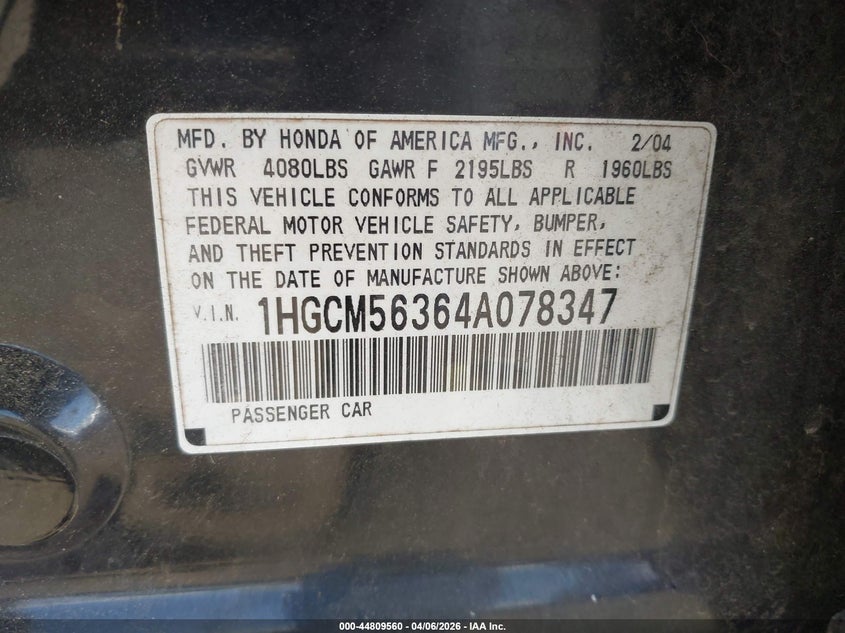 MFD. BY HONDA OF AMERICA MFG., INC. 2/04
GVWR 4080LBS GAWR F 2195LBS R 1960LBS
THIS VEHICLE CONFORMS TO ALL APPLICABLE
FEDERAL MOTOR VEHICLE SAFETY, BUMPER,
AND THEFT PREVENTION STANDARDS IN EFFECT
ON THE DATE OF MANUFACTURE SHOWN ABOVE:
V.I.N. 1HGCM56364A078347
PASSENGER CAR
000-44809560 - 04/06/2026 - IAA Inc.